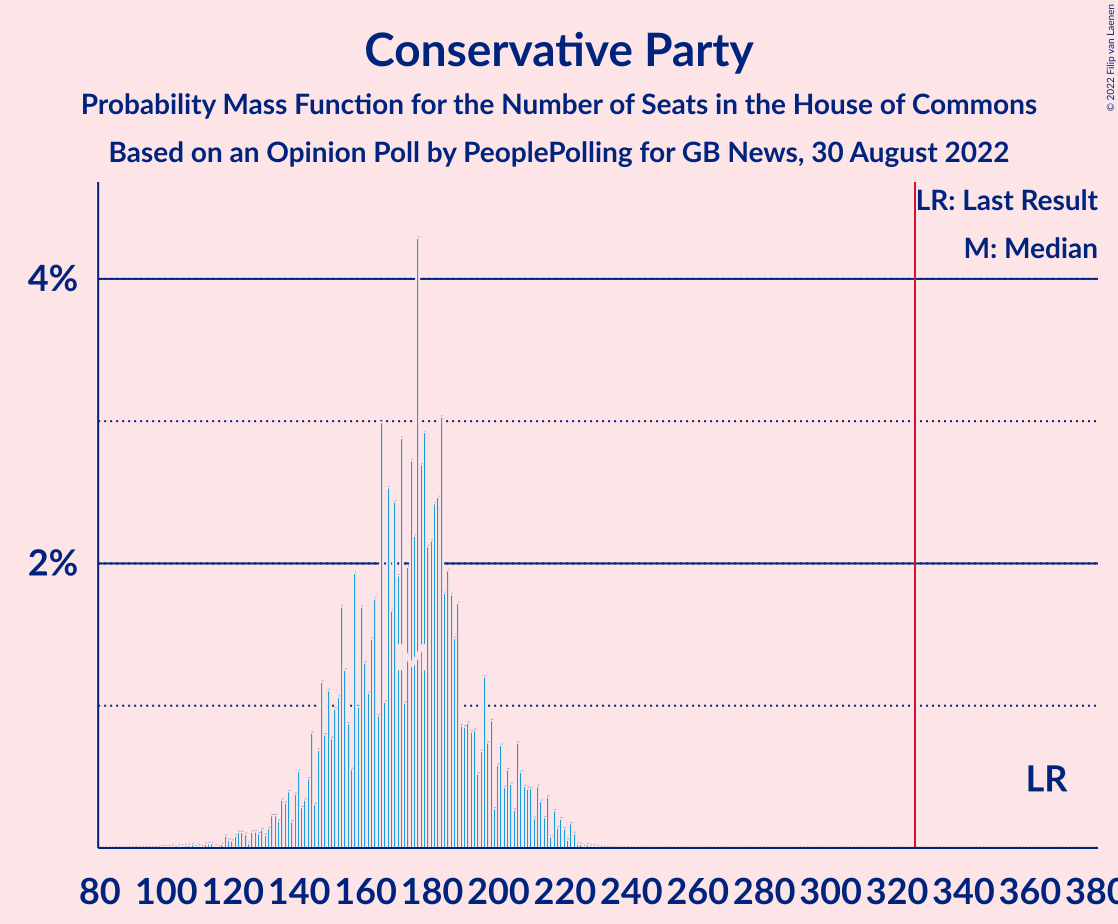 Conservative Party
Probability Mass Function for the Number of Seats in the House of Commons
Based on an Opinion Poll by PeoplePolling for GB News, 30 August 2022
© 2022 Filip van Laenen
LR: Last Result
M: Median
4%
2%
M
LR
80 100 120 140 160 180 200 220 240 260 280 300 320 340 360 380